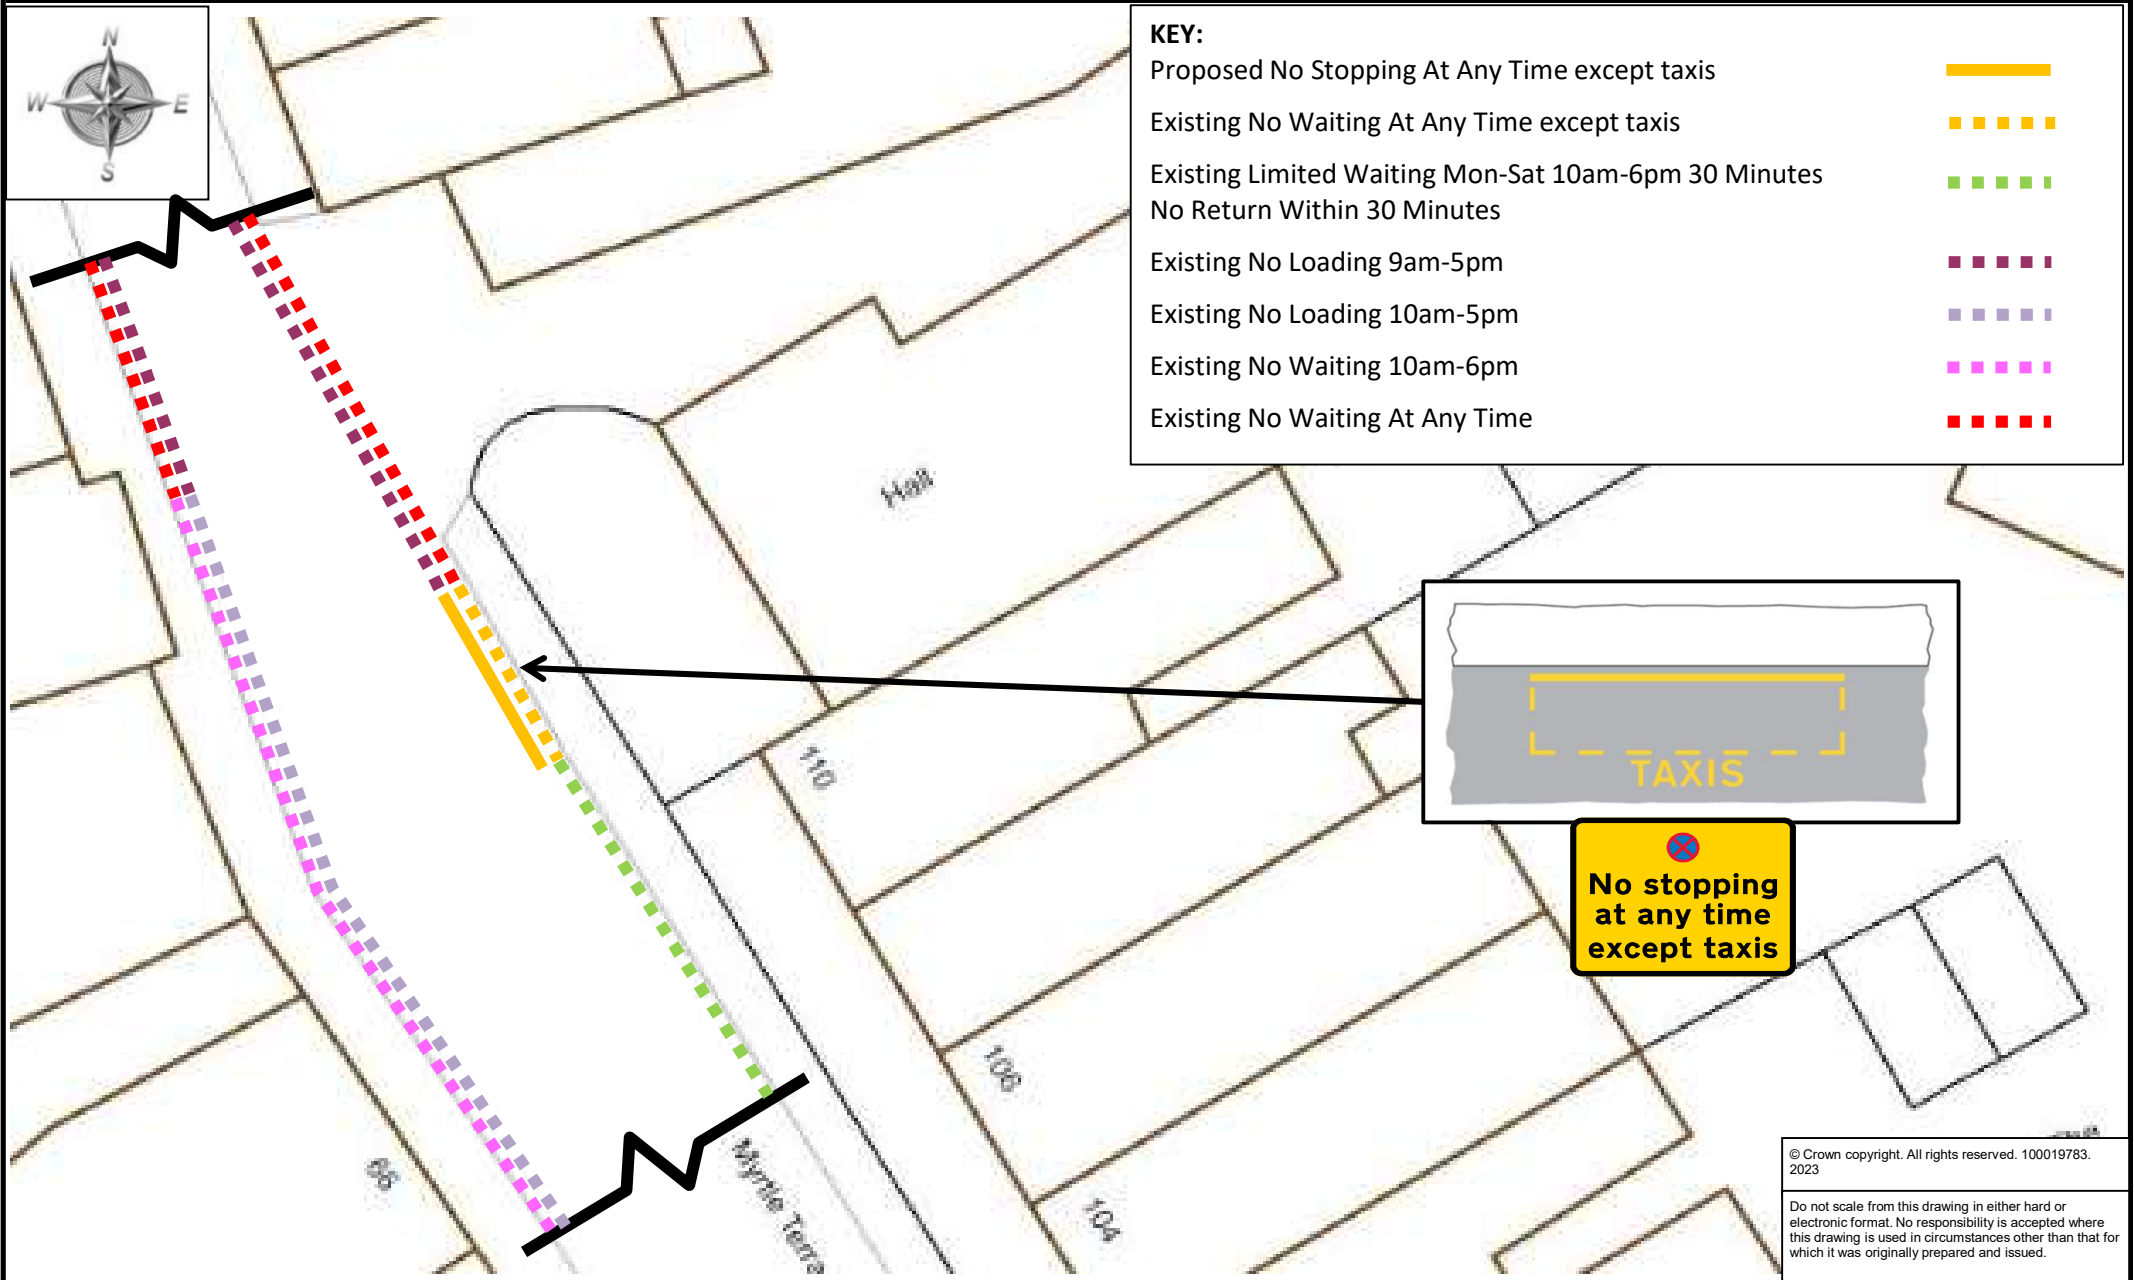 N
W
E
S
KEY:
Proposed No Stopping At Any Time except taxis
Existing No Waiting At Any Time except taxis
Existing Limited Waiting Mon-Sat 10am-6pm 30 Minutes
No Return Within 30 Minutes
Existing No Loading 9am-5pm
Existing No Loading 10am-5pm
Existing No Waiting 10am-6pm
Existing No Waiting At Any Time
Hall
110
TAXIS
No stopping
at any time
except taxis
106
66
Myrtle Terra
104
© Crown copyright. All rights reserved. 100019783.
2023
Do not scale from this drawing in either hard or
electronic format. No responsibility is accepted where
this drawing is used in circumstances other than that for
which it was originally prepared and issued.